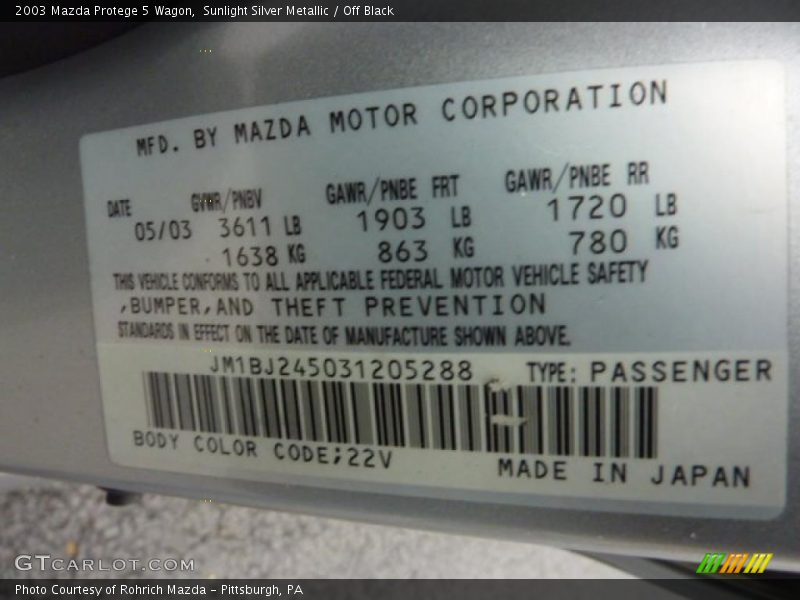 2003 Mazda Protege 5 Wagon, Sunlight Silver Metallic / Off Black
MFD. BY MAZDA MOTOR CORPORATION
DATE GVWR/PNBV GAWR/PNBE FRT GAWR/PNBE RR
05/03 3611 LB 1903 LB 1720 LB
1638 KG 863 KG 780 KG
THIS VEHICLE CONFORMS TO ALL APPLICABLE FEDERAL MOTOR VEHICLE SAFETY
,BUMPER,AND THEFT PREVENTION
STANDARDS IN EFFECT ON THE DATE OF MANUFACTURE SHOWN ABOVE.
JM1BJ245031205288 TYPE: PASSENGER
BODY COLOR CODE;22V MADE IN JAPAN
GTCARLOT.COM
Photo Courtesy of Rohrich Mazda - Pittsburgh, PA